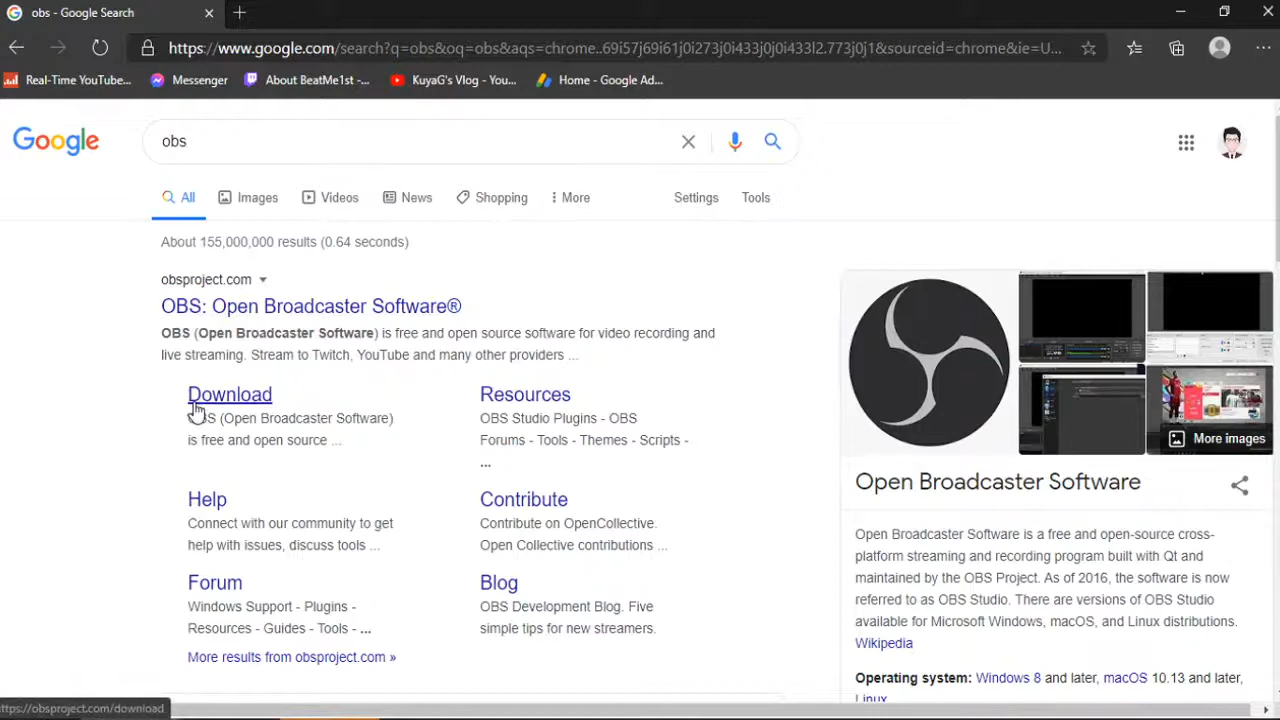 obs - Google Search
https://www.google.com/search?q=obs&oq=obs&aqs=chrome..69i57j69i61j0i273j0i433j0j0i433l2.773j0j1&sourceid=chrome&ie=U...
Real-Time YouTube...
Messenger
About BeatMe1st -...
KuyaG's Vlog - You...
Home - Google Ad...
Google
obs
All
Images
Videos
News
Shopping
More
Settings
Tools
About 155,000,000 results (0.64 seconds)
obsproject.com
OBS: Open Broadcaster Software®
OBS (Open Broadcaster Software) is free and open source software for video recording and
live streaming. Stream to Twitch, YouTube and many other providers ...
Download
OBS (Open Broadcaster Software)
is free and open source ...
Resources
OBS Studio Plugins - OBS
Forums - Tools - Themes - Scripts -
...
Help
Connect with our community to get
help with issues, discuss tools ...
Contribute
Contribute on OpenCollective.
Open Collective contributions ...
Forum
Windows Support - Plugins -
Resources - Guides - Tools - ...
Blog
OBS Development Blog. Five
simple tips for new streamers.
More results from obsproject.com »
More images
Open Broadcaster Software
Open Broadcaster Software is a free and open-source cross-
platform streaming and recording program built with Qt and
maintained by the OBS Project. As of 2016, the software is now
referred to as OBS Studio. There are versions of OBS Studio
available for Microsoft Windows, macOS, and Linux distributions.
Wikipedia
Operating system: Windows 8 and later, macOS 10.13 and later,
Linux
https://obsproject.com/download